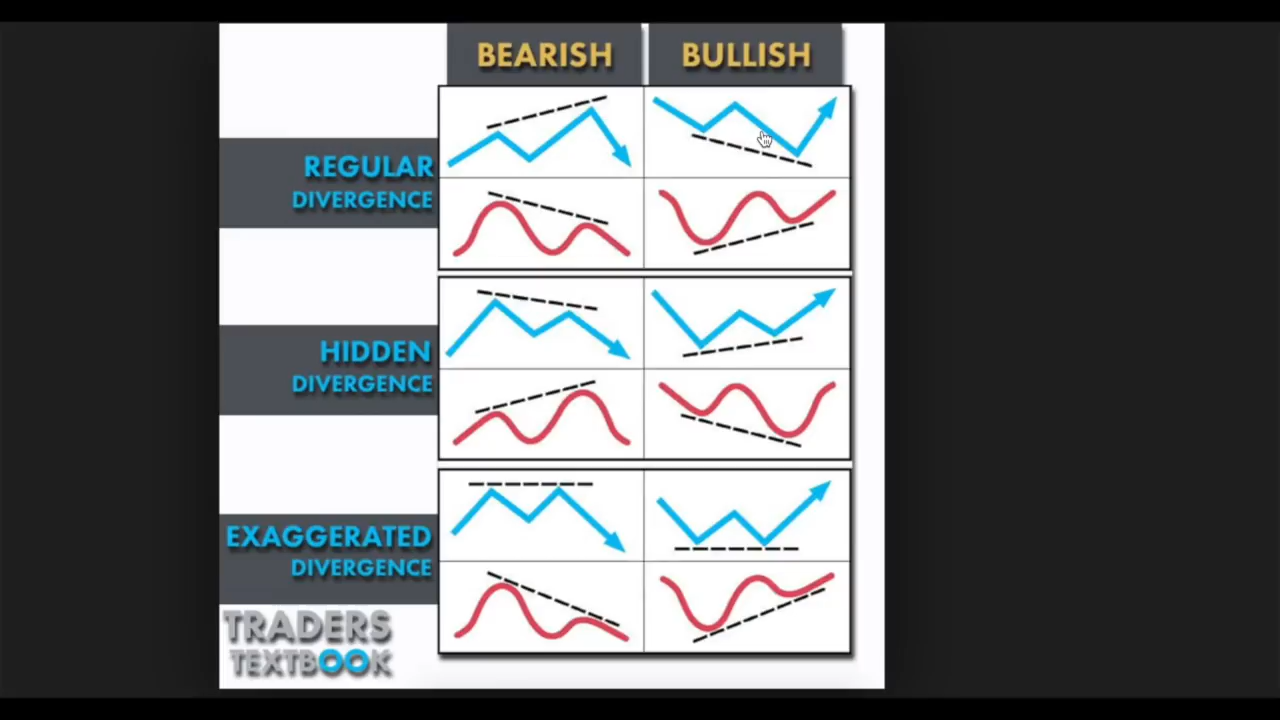 BEARISH
BULLISH
REGULAR
DIVERGENCE
HIDDEN
DIVERGENCE
EXAGGERATED
DIVERGENCE
TRADERS
TEXTBOOK